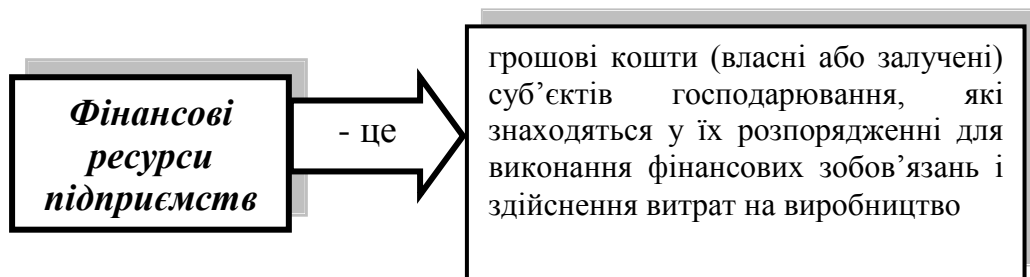 Фінансові
ресурси
підприємств
- це
грошові кошти (власні або залучені)
суб’єктів господарювання, які
знаходяться у їх розпорядженні для
виконання фінансових зобов’язань і
здійснення витрат на виробництво